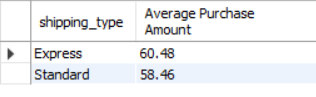 shipping_type Average Purchase
Amount
Express 60.48
Standard 58.46